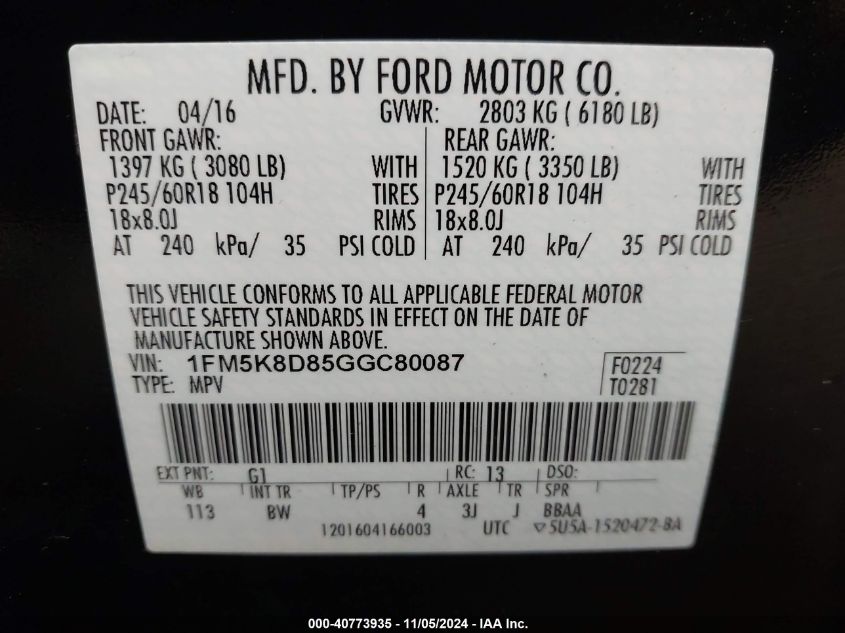 MFD. BY FORD MOTOR CO.
DATE: 04/16 GVWR: 2803 KG ( 6180 LB)
FRONT GAWR: REAR GAWR:
1397 KG ( 3080 LB) WITH 1520 KG ( 3350 LB) WITH
P245/60R18 104H TIRES P245/60R18 104H TIRES
18x8.0J RIMS 18x8.0J RIMS
AT 240 kPa/ 35 PSI COLD AT 240 kPa/ 35 PSI COLD
THIS VEHICLE CONFORMS TO ALL APPLICABLE FEDERAL MOTOR
VEHICLE SAFETY STANDARDS IN EFFECT ON THE DATE OF
MANUFACTURE SHOWN ABOVE.
VIN: 1FM5K8D85GGC80087 F0224
TYPE: MPV T0281
EXT PNT: G1 RC: 13 DSO:
WB INT TR TP/PS R AXLE TR SPR
113 BW 4 3J J BBAA
1201604166003 UTC ▽5U5A-1520472-BA
000-40773935 - 11/05/2024 - IAA Inc.